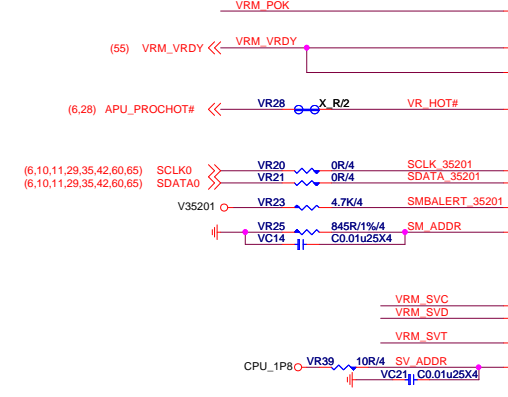 VRM_POK
(55) VRM_VRDY VRM_VRDY
(6,28) APU_PROCHOT# VR28 X_R/2 VR_HOT#
(6,10,11,29,35,42,60,65) SCLK0 VR20 0R/4 SCLK_35201
(6,10,11,29,35,42,60,65) SDATA0 VR21 0R/4 SDATA_35201
V35201 VR23 4.7K/4 SMBALERT_35201
VR25 845R/1%/4 SM_ADDR
VC14 C0.01u25X4
VRM_SVC
VRM_SVD
VRM_SVT
CPU_1P8 VR39 10R/4 SV_ADDR
VC21 C0.01u25X4